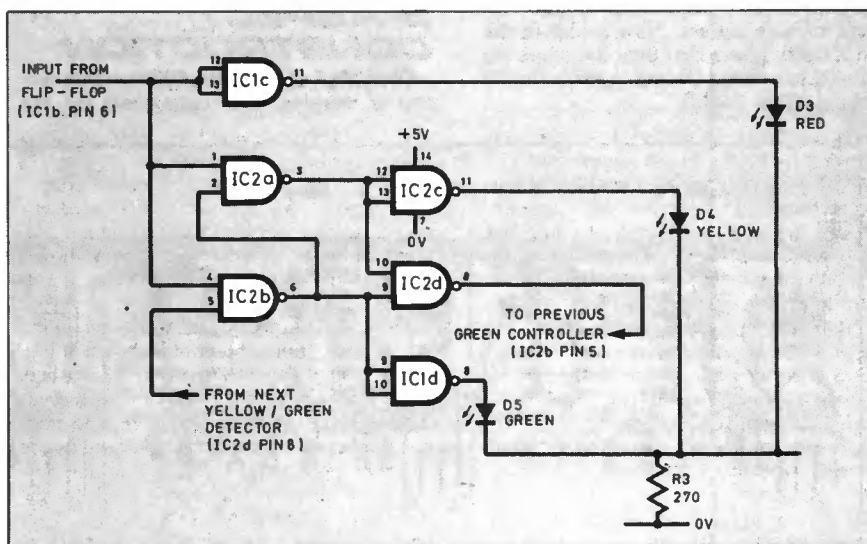 INPUT FROM
FLIP-FLOP
(IC1b PIN 6)
12
13
IC1c
11
D3
RED
+5V
14
1
2
IC2a
3
12
13
IC2c
11
7
0V
D4
YELLOW
4
5
IC2b
6
10
9
IC2d
8
TO PREVIOUS
GREEN CONTROLLER
(IC2b PIN 5)
9
10
IC1d
8
FROM NEXT
YELLOW / GREEN
DETECTOR
(IC2d PIN 8)
D5
GREEN
R3
270
0V